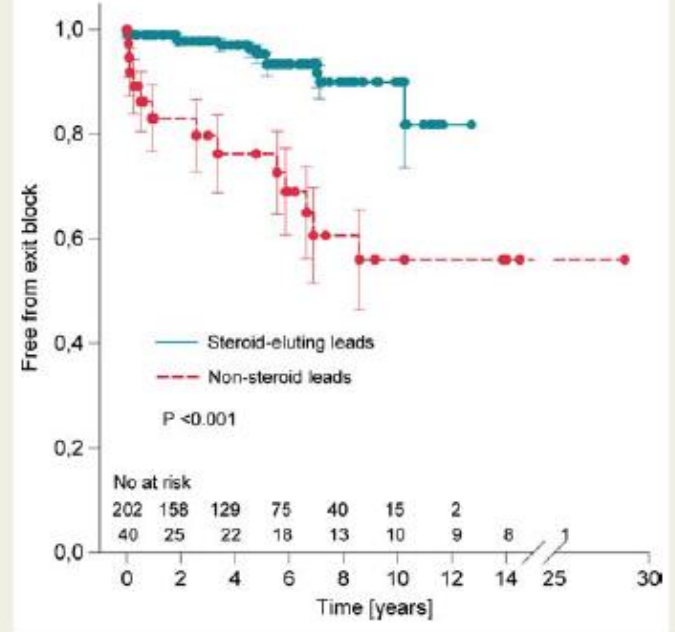 Free from exit block
1,0
0,8
0,6
0,4
0,2
0,0
Steroid-eluting leads
Non-steroid leads
P <0.001
No at risk
202 158 129 75 40 15 2
40 25 22 18 13 10 9 8 1
0 2 4 6 8 10 12 14 25 30
Time [years]